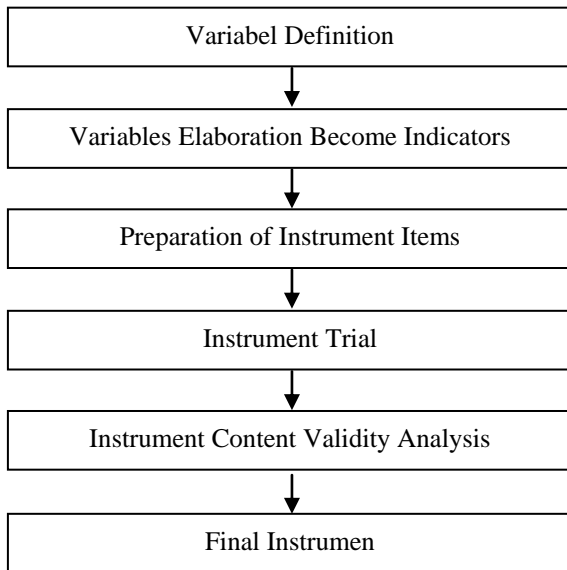 Variabel Definition
Variables Elaboration Become Indicators
Preparation of Instrument Items
Instrument Trial
Instrument Content Validity Analysis
Final Instrumen